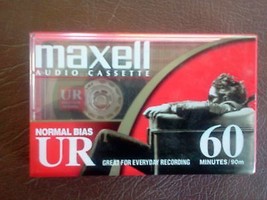 maxell
AUDIO CASSETTE
UR
NORMAL BIAS
UR
GREAT FOR EVERYDAY RECORDING
60
MINUTES/90m